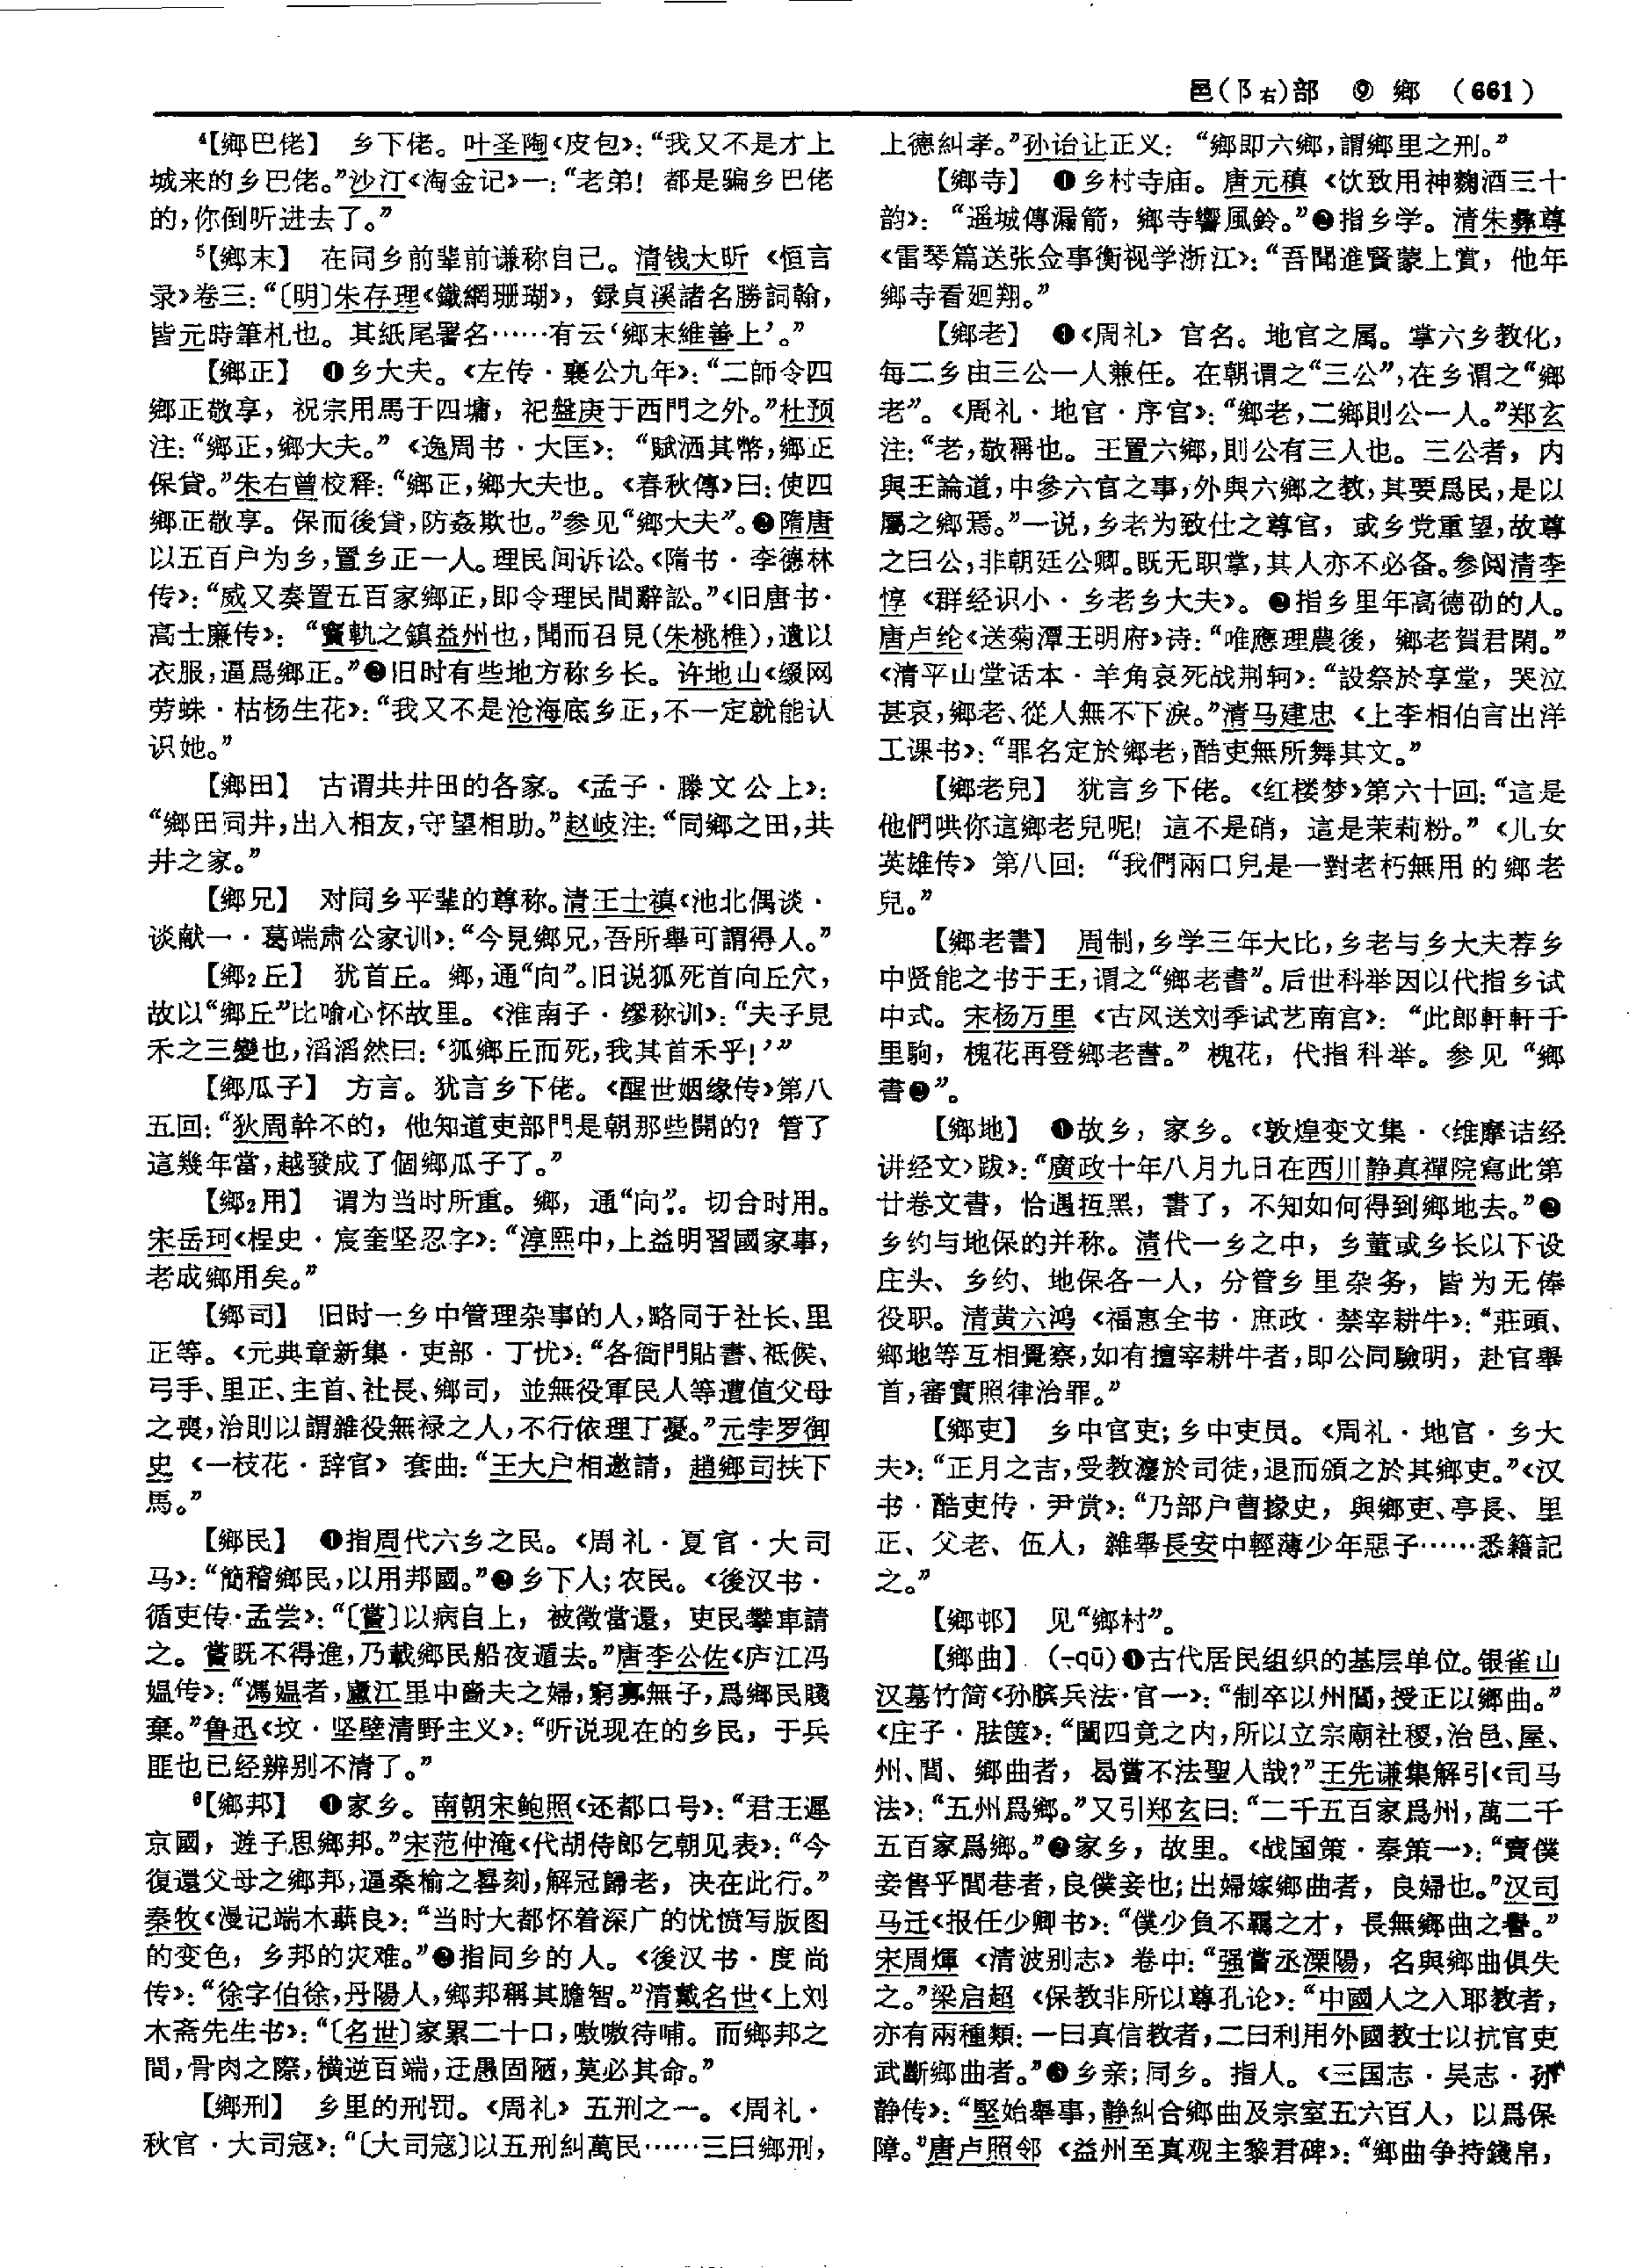 邑(阝右)部 ⑨ 鄉 (661)
⁴【鄉巴佬】 乡下佬。叶圣陶《皮包》：“我又不是才上
城来的乡巴佬。”沙汀《淘金记》一：“老弟！都是骗乡巴佬
的，你倒听进去了。”
⁵【鄉末】 在同乡前辈前谦称自己。清钱大昕《恒言
录》卷三：“〔明〕朱存理《鐵網珊瑚》，録貞溪諸名勝詞翰，
皆元時筆札也。其紙尾署名……有云‘鄉末維善上’。”
【鄉正】 ❶乡大夫。《左传·襄公九年》：“二師令四
鄉正敬享，祝宗用馬于四墉，祀盤庚于西門之外。”杜预
注：“鄉正，鄉大夫。”《逸周书·大匡》：“賦洒其幣，鄉正
保貸。”朱右曾校释：“鄉正，鄉大夫也。《春秋傳》曰：使四
鄉正敬享。保而後貸，防姦欺也。”参见“鄉大夫”。❷隋唐
以五百户为乡，置乡正一人。理民间诉讼。《隋书·李德林
传》：“威又奏置五百家鄉正，即令理民間辭訟。”《旧唐书·
高士廉传》：“竇軌之鎮益州也，聞而召見(朱桃椎)，遺以
衣服，逼爲鄉正。”❸旧时有些地方称乡长。许地山《缀网
劳蛛·枯杨生花》：“我又不是沧海底乡正，不一定就能认
识她。”
【鄉田】 古谓共井田的各家。《孟子·滕文公上》：
“鄉田同井，出入相友，守望相助。”赵岐注：“同鄉之田，共
井之家。”
【鄉兄】 对同乡平辈的尊称。清王士禛《池北偶谈·
谈献一·葛端肃公家训》：“今見鄉兄，吾所舉可謂得人。”
【鄉₂丘】 犹首丘。鄉，通“向”。旧说狐死首向丘穴，
故以“鄉丘”比喻心怀故里。《淮南子·缪称训》：“夫子見
禾之三變也，滔滔然曰：‘狐鄉丘而死，我其首禾乎！’”
【鄉瓜子】 方言。犹言乡下佬。《醒世姻缘传》第八
五回：“狄周幹不的，他知道吏部門是朝那些開的？管了
這幾年當，越發成了個鄉瓜子了。”
【鄉₂用】 谓为当时所重。鄉，通“向”。切合时用。
宋岳珂《桯史·宸奎坚忍字》：“淳熙中，上益明習國家事，
老成鄉用矣。”
【鄉司】 旧时一乡中管理杂事的人，略同于社长、里
正等。《元典章新集·吏部·丁忧》：“各衙門貼書、祗候、
弓手、里正、主首、社長、鄉司，並無役軍民人等遭值父母
之喪，治則以謂雜役無禄之人，不行依理丁憂。”元孛罗御
史《一枝花·辞官》套曲：“王大户相邀請，趙鄉司扶下
馬。”
【鄉民】 ❶指周代六乡之民。《周礼·夏官·大司
马》：“簡稽鄉民，以用邦國。”❷乡下人；农民。《後汉书·
循吏传·孟尝》：“〔嘗〕以病自上，被徵當還，吏民攀車請
之。嘗既不得進，乃載鄉民船夜遁去。”唐李公佐《庐江冯
媪传》：“馮媪者，廬江里中嗇夫之婦，窮寡無子，爲鄉民賤
棄。”鲁迅《坟·坚壁清野主义》：“听说现在的乡民，于兵
匪也已经辨别不清了。”
⁶【鄉邦】 ❶家乡。南朝宋鲍照《还都口号》：“君王遲
京國，遊子思鄉邦。”宋范仲淹《代胡侍郎乞朝见表》：“今
復還父母之鄉邦，逼桑榆之晷刻，解冠歸老，决在此行。”
秦牧《漫记端木蕻良》：“当时大都怀着深广的忧愤写版图
的变色，乡邦的灾难。”❷指同乡的人。《後汉书·度尚
传》：“徐字伯徐，丹陽人，鄉邦稱其膽智。”清戴名世《上刘
木斋先生书》：“〔名世〕家累二十口，嗷嗷待哺。而鄉邦之
間，骨肉之際，横逆百端，迂愚固陋，莫必其命。”
【鄉刑】 乡里的刑罚。《周礼》五刑之一。《周礼·
秋官·大司寇》：“〔大司寇〕以五刑糾萬民……三曰鄉刑，
上德糾孝。”孙诒让正义：“鄉即六鄉，謂鄉里之刑。”
【鄉寺】 ❶乡村寺庙。唐元稹《饮致用神麴酒三十
韵》：“遥城傳漏箭，鄉寺響風鈴。”❷指乡学。清朱彝尊
《雷琴篇送张佥事衡视学浙江》：“吾聞進賢蒙上賞，他年
鄉寺看廻翔。”
【鄉老】 ❶《周礼》官名。地官之属。掌六乡教化，
每二乡由三公一人兼任。在朝谓之“三公”，在乡谓之“鄉
老”。《周礼·地官·序官》：“鄉老，二鄉則公一人。”郑玄
注：“老，敬稱也。王置六鄉，則公有三人也。三公者，内
與王論道，中參六官之事，外與六鄉之教，其要爲民，是以
屬之鄉焉。”一说，乡老为致仕之尊官，或乡党重望，故尊
之曰公，非朝廷公卿。既无职掌，其人亦不必备。参阅清李
惇《群经识小·乡老乡大夫》。❷指乡里年高德劭的人。
唐卢纶《送菊潭王明府》诗：“唯應理農後，鄉老賀君閑。”
《清平山堂话本·羊角哀死战荆轲》：“設祭於享堂，哭泣
甚哀，鄉老、從人無不下淚。”清马建忠《上李相伯言出洋
工课书》：“罪名定於鄉老，酷吏無所舞其文。”
【鄉老兒】 犹言乡下佬。《红楼梦》第六十回：“這是
他們哄你這鄉老兒呢！這不是硝，這是茉莉粉。”《儿女
英雄传》第八回：“我們兩口兒是一對老朽無用的鄉老
兒。”
【鄉老書】 周制，乡学三年大比，乡老与乡大夫荐乡
中贤能之书于王，谓之“鄉老書”。后世科举因以代指乡试
中式。宋杨万里《古风送刘季试艺南宫》：“此郎軒軒千
里駒，槐花再登鄉老書。”槐花，代指科举。参见“鄉
書❷”。
【鄉地】 ❶故乡，家乡。《敦煌变文集·〈维摩诘经
讲经文〉跋》：“廣政十年八月九日在西川静真禪院寫此第
廿卷文書，恰遇抂黑，書了，不知如何得到鄉地去。”❷
乡约与地保的并称。清代一乡之中，乡董或乡长以下设
庄头、乡约、地保各一人，分管乡里杂务，皆为无俸
役职。清黄六鸿《福惠全书·庶政·禁宰耕牛》：“莊頭、
鄉地等互相覺察，如有擅宰耕牛者，即公同驗明，赴官舉
首，審實照律治罪。”
【鄉吏】 乡中官吏；乡中吏员。《周礼·地官·乡大
夫》：“正月之吉，受教灋於司徒，退而頒之於其鄉吏。”《汉
书·酷吏传·尹赏》：“乃部户曹掾史，與鄉吏、亭長、里
正、父老、伍人，雜舉長安中輕薄少年惡子……悉籍記
之。”
【鄉邨】 见“鄉村”。
【鄉曲】 (-qū)❶古代居民组织的基层单位。银雀山
汉墓竹简《孙膑兵法·官一》：“制卒以州閭，授正以鄉曲。”
《庄子·胠箧》：“闔四竟之内，所以立宗廟社稷，治邑、屋、
州、閭、鄉曲者，曷嘗不法聖人哉？”王先谦集解引《司马
法》：“五州爲鄉。”又引郑玄曰：“二千五百家爲州，萬二千
五百家爲鄉。”❷家乡，故里。《战国策·秦策一》：“賣僕
妾售乎閭巷者，良僕妾也；出婦嫁鄉曲者，良婦也。”汉司
马迁《报任少卿书》：“僕少負不羈之才，長無鄉曲之譽。”
宋周煇《清波别志》卷中：“强嘗丞溧陽，名與鄉曲俱失
之。”梁启超《保教非所以尊孔论》：“中國人之入耶教者，
亦有兩種類：一曰真信教者，二曰利用外國教士以抗官吏
武斷鄉曲者。”❸乡亲；同乡。指人。《三国志·吴志·孙
静传》：“堅始舉事，静糾合鄉曲及宗室五六百人，以爲保
障。”唐卢照邻《益州至真观主黎君碑》：“鄉曲争持錢帛，